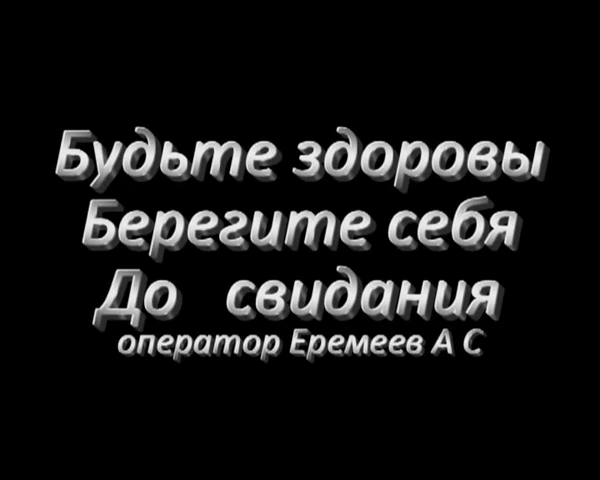 Будьте здоровы
Берегите себя
До свидания
оператор Еремеев А С